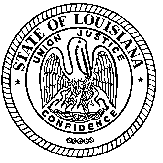 STATE OF LOUISIANA
UNION JUSTICE
CONFIDENCE